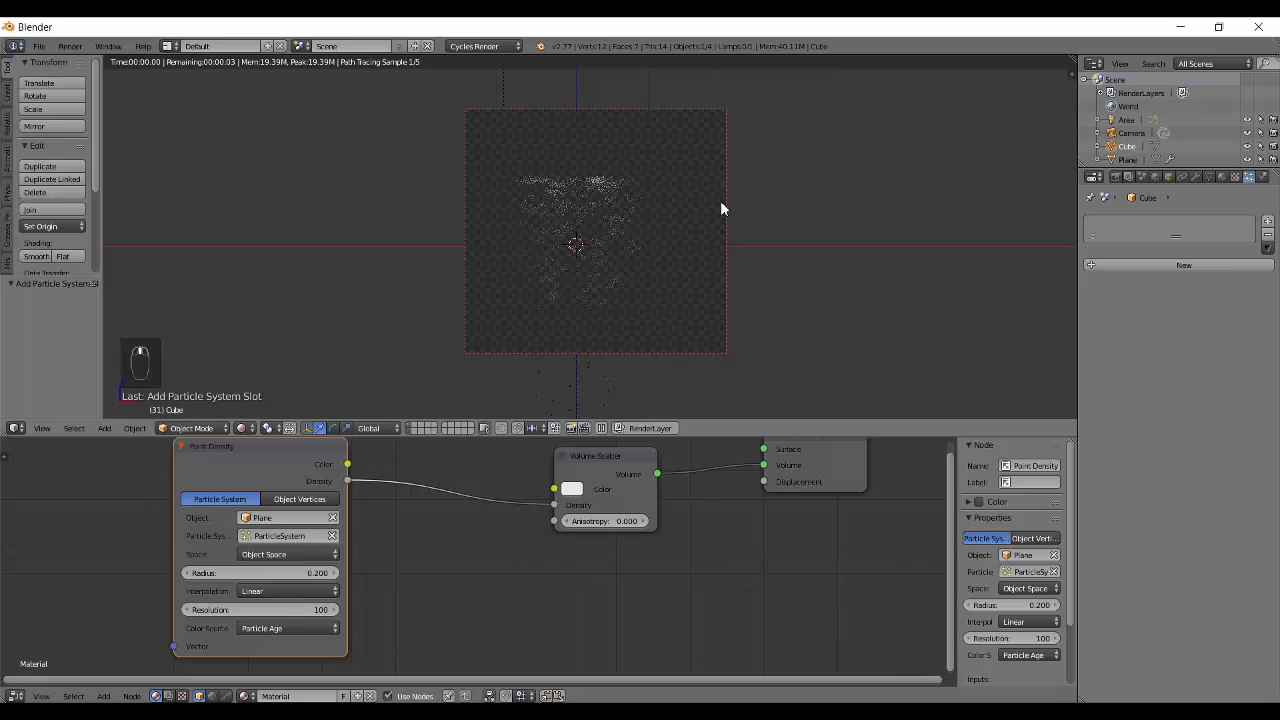 Blender
File Render Window Help Default Scene 2 Cycles Render v2.77 | Verts:12 | Faces:7 | Tris:14 | Objects:1/4 | Lamps:0/1 | Mem:40.11M | Cube
Time:00:00.00 | Remaining:00:00.03 | Mem:19.39M, Peak:19.39M | Path Tracing Sample 1/5
View Search All Scenes
Transform
Translate
Rotate
Scale
Mirror
Edit
Duplicate
Duplicate Linked
Delete
Join
Set Origin
Shading:
Smooth Flat
Data Transfer:
Add Particle System S
Last: Add Particle System Slot
(31) Cube
Scene
RenderLayers
World
Area
Camera
Cube
Plane
Cube
New
View Select Add Object Object Mode Global RenderLayer
Point Density
Color
Density
Particle System Object Vertices
Object: Plane
Particle Sys... ParticleSystem
Space: Object Space
Radius: 0.200
Interpolation: Linear
Resolution: 100
Color Source Particle Age
Vector
Volume Scatter
Volume
Color
Density
Anisotropy: 0.000
Surface
Volume
Displacement
Node
Name: Point Density
Label:
Color
Properties
Particle Sys... Object Verti...
Object: Plane
Particle ParticleSy
Space: Object Space
Radius: 0.200
Interpol Linear
Resolution: 100
Color S Particle Age
Inputs:
Material
View Select Add Node Material F Use Nodes